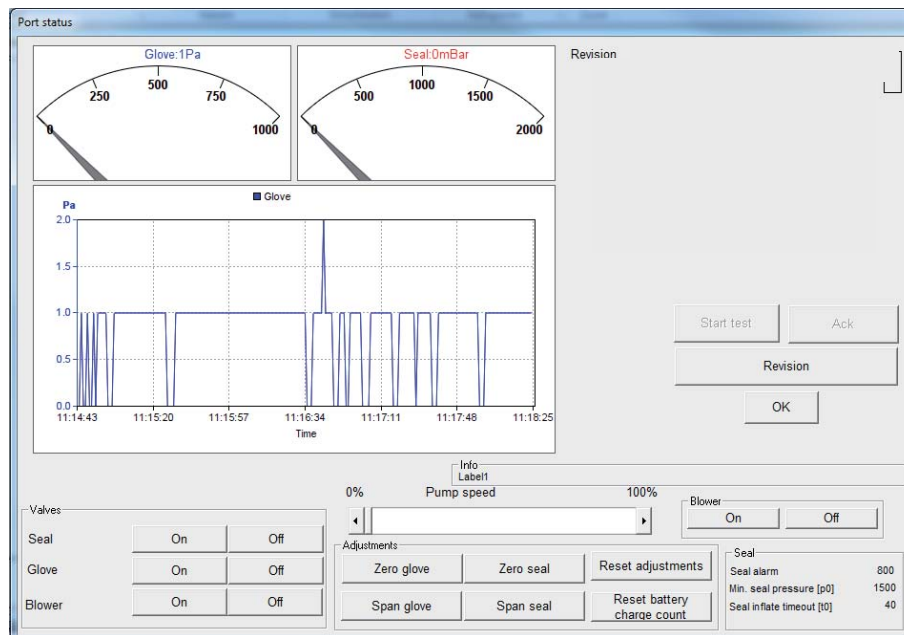 Port status
Glove:1Pa
0 250 500 750 1000
Seal:0mBar
0 500 1000 1500 2000
Revision
Glove
Pa
2.0
1.5
1.0
0.5
0.0
11:14:43 11:15:20 11:15:57 11:16:34 11:17:11 11:17:48 11:18:25
Time
Start test Ack
Revision
OK
Info
Label1
0% Pump speed 100%
Blower
On Off
Valves
Seal On Off
Glove On Off
Blower On Off
Adjustments
Zero glove Zero seal Reset adjustments
Span glove Span seal Reset battery
charge count
Seal
Seal alarm 800
Min. seal pressure [p0] 1500
Seal inflate timeout [t0] 40